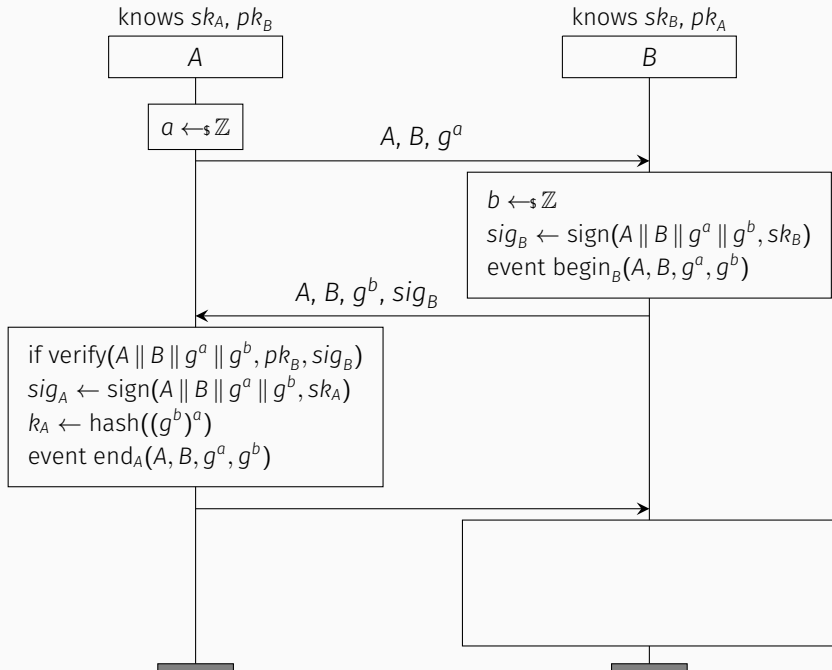 knows sk_A, pk_B
knows sk_B, pk_A
A
B
a ←$ ℤ
A, B, g^a
b ←$ ℤ
sig_B ← sign(A ∥ B ∥ g^a ∥ g^b, sk_B)
event begin_B(A, B, g^a, g^b)
A, B, g^b, sig_B
if verify(A ∥ B ∥ g^a ∥ g^b, pk_B, sig_B)
sig_A ← sign(A ∥ B ∥ g^a ∥ g^b, sk_A)
k_A ← hash((g^b)^a)
event end_A(A, B, g^a, g^b)